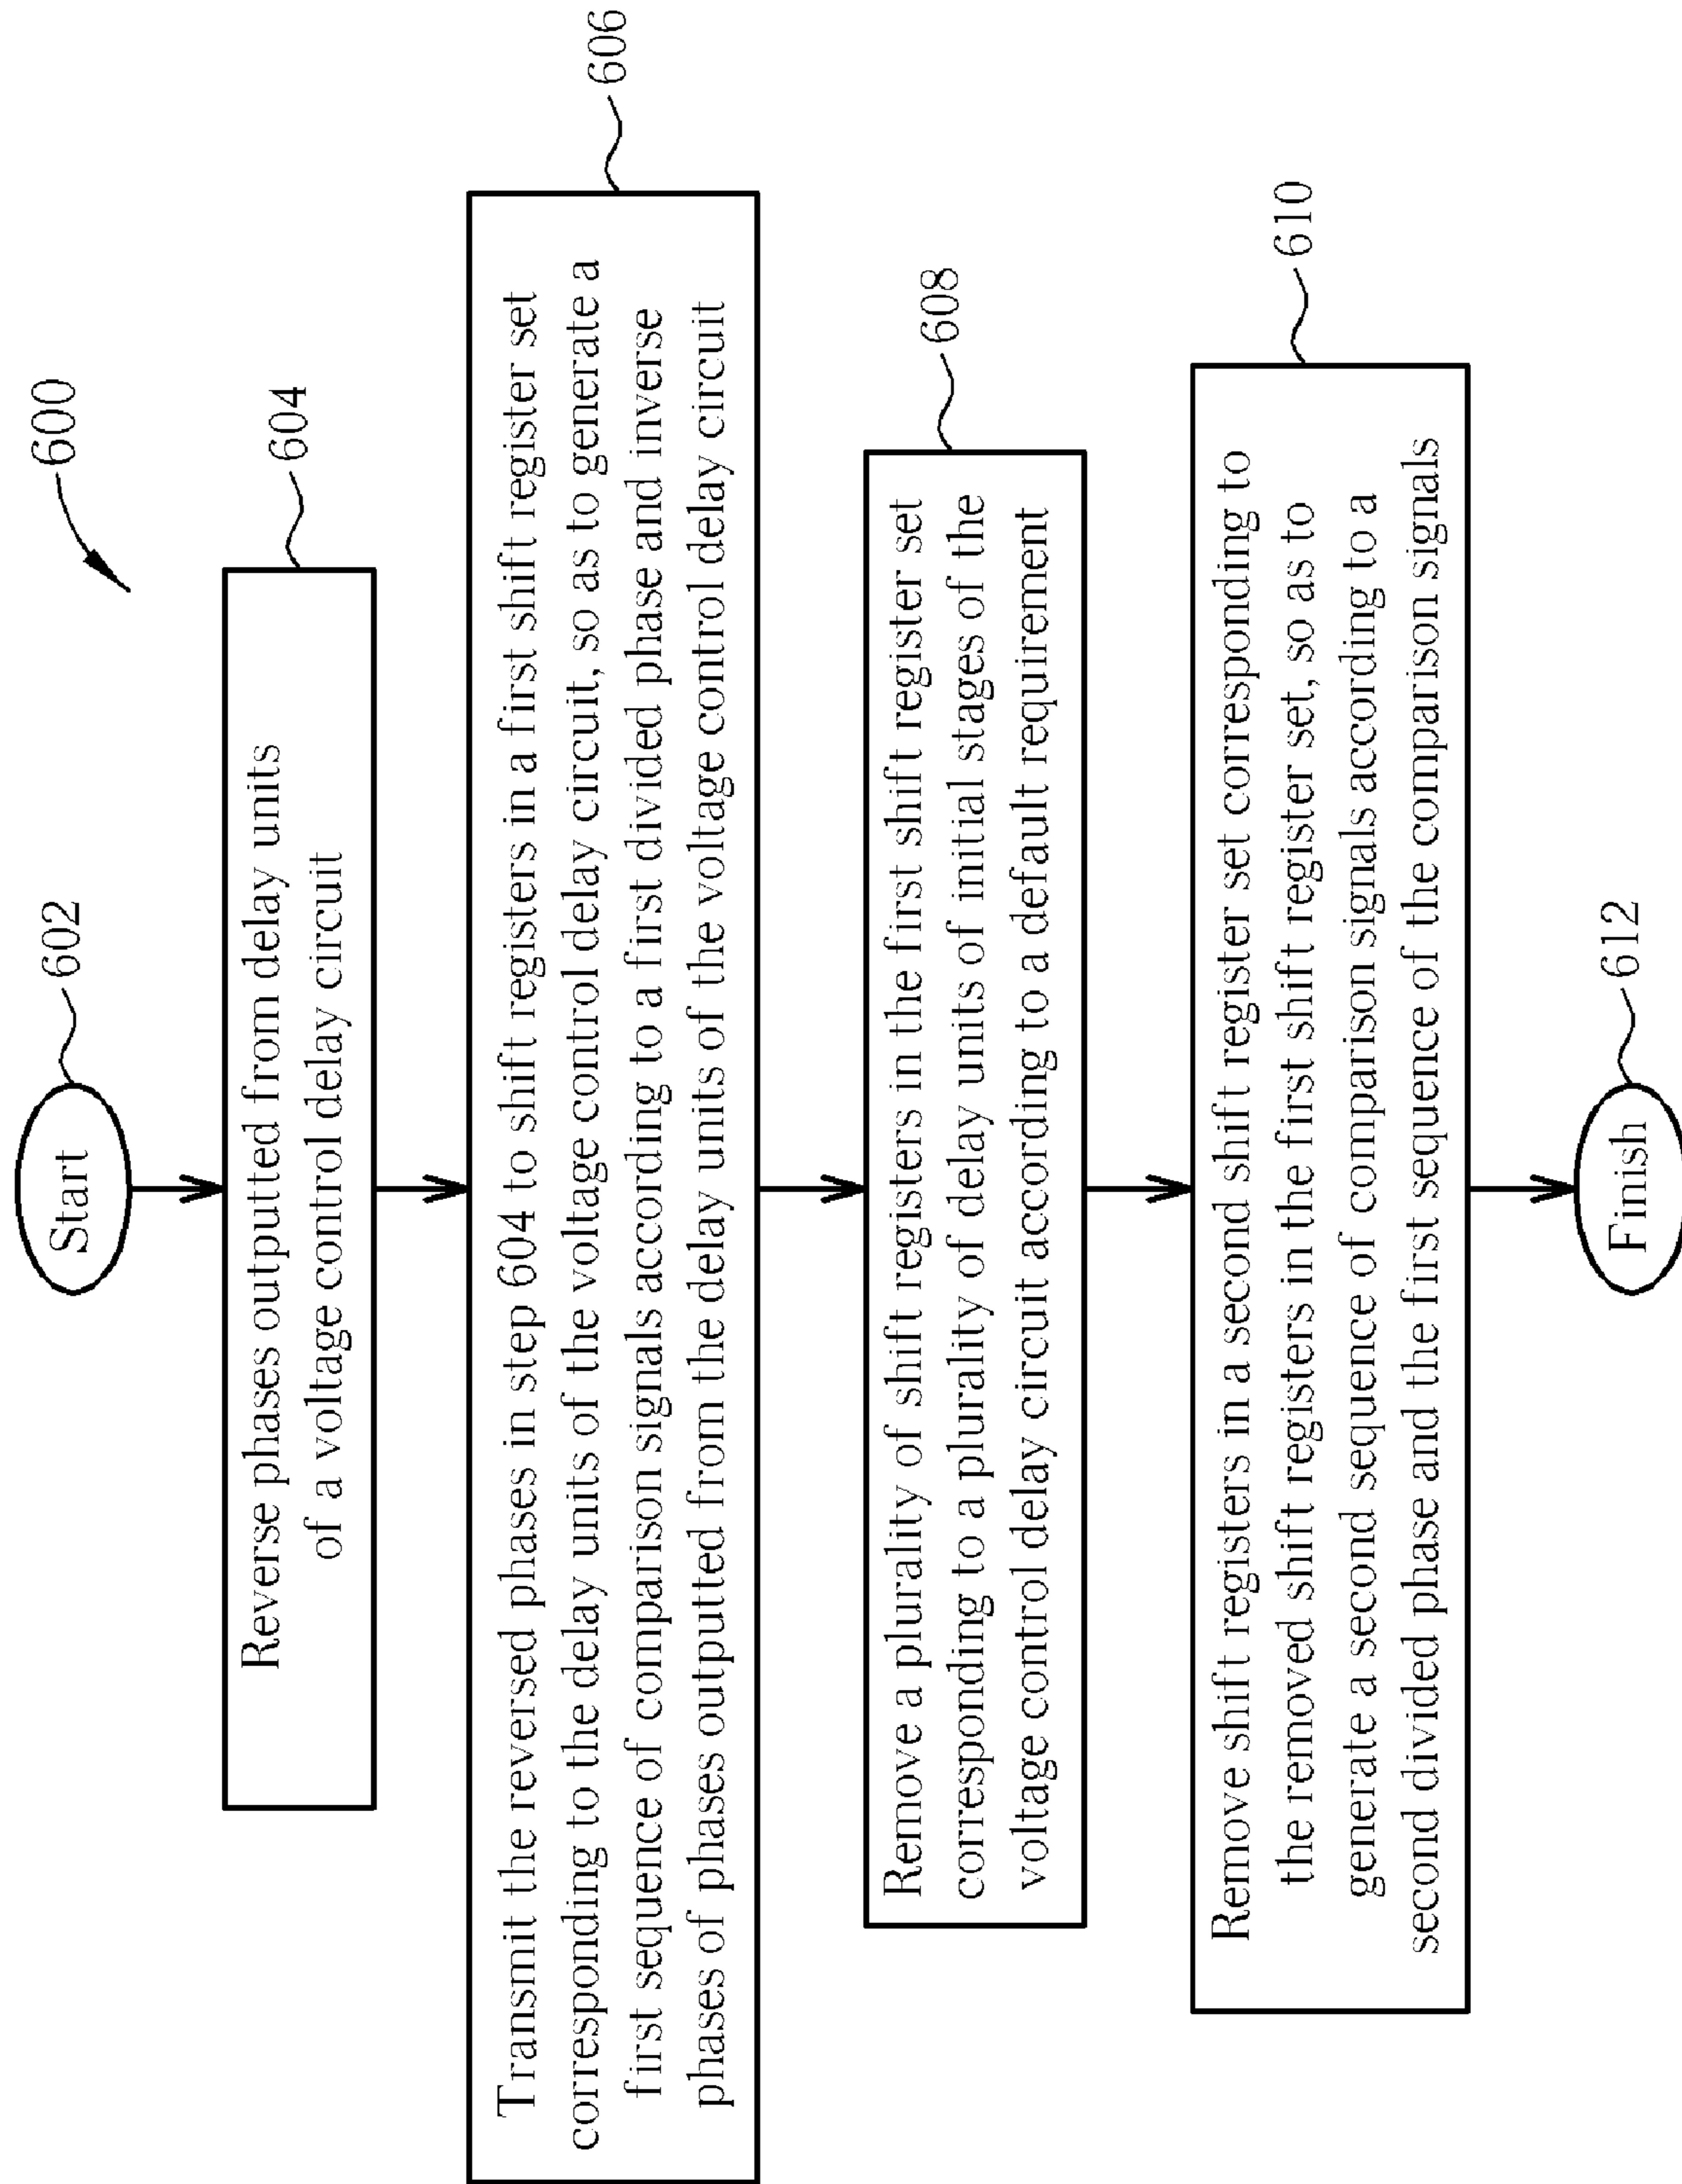 600
Start
602
Reverse phases outputted from delay units
of a voltage control delay circuit
604
Transmit the reversed phases in step 604 to shift registers in a first shift register set
corresponding to the delay units of the voltage control delay circuit, so as to generate a
first sequence of comparison signals according to a first divided phase and inverse
phases of phases outputted from the delay units of the voltage control delay circuit
606
Remove a plurality of shift registers in the first shift register set
corresponding to a plurality of delay units of initial stages of the
voltage control delay circuit according to a default requirement
608
Remove shift registers in a second shift register set corresponding to
the removed shift registers in the first shift register set, so as to
generate a second sequence of comparison signals according to a
second divided phase and the first sequence of the comparison signals
610
Finish
612